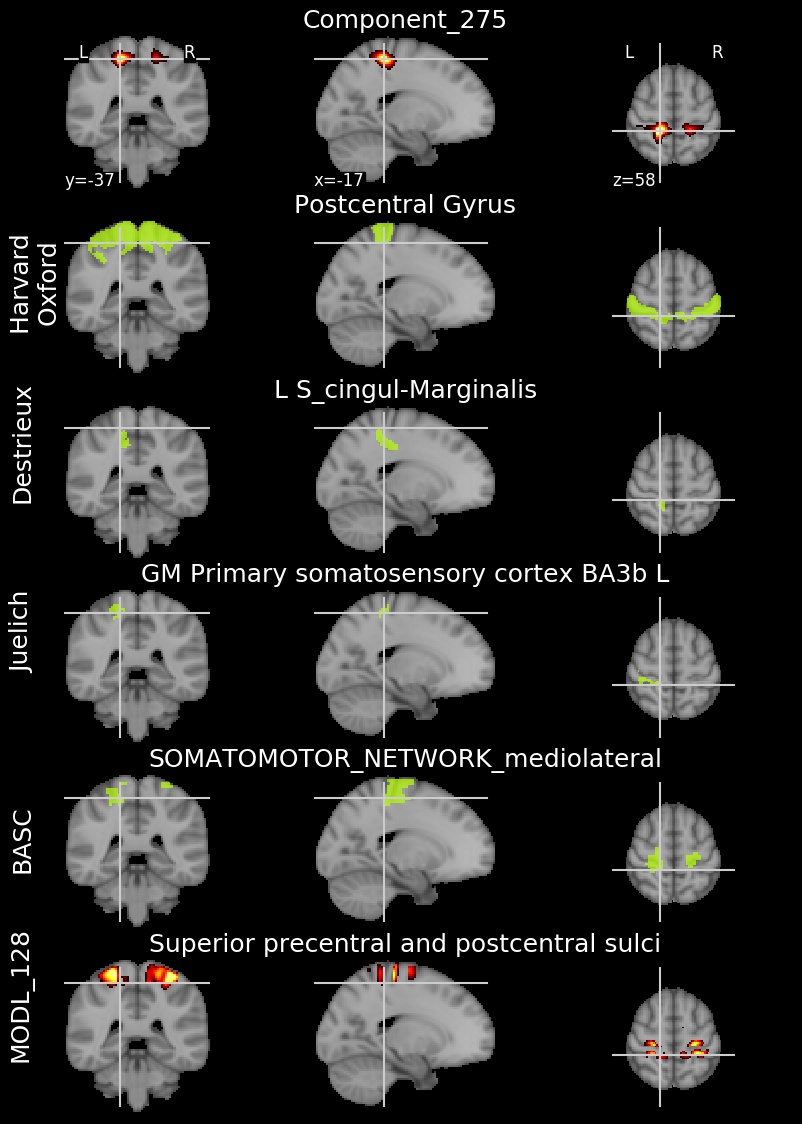 Component_275
L R
L R
y=-37
x=-17
z=58
Postcentral Gyrus
Harvard
Oxford
L S_cingul-Marginalis
Destrieux
GM Primary somatosensory cortex BA3b L
Juelich
SOMATOMOTOR_NETWORK_mediolateral
BASC
Superior precentral and postcentral sulci
MODL_128